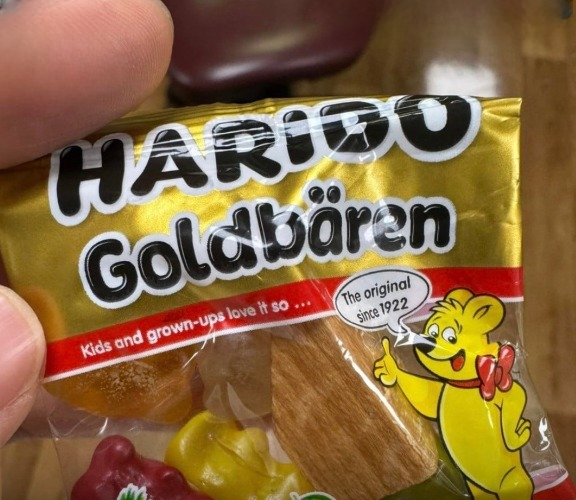 HARIBO
Goldbären
Kids and grown-ups love it so ...
The original
since 1922